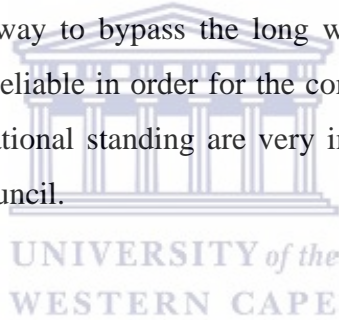 way to bypass the long w
eliable in order for the co
ational standing are very i
uncil.
UNIVERSITY of the
WESTERN CAPE